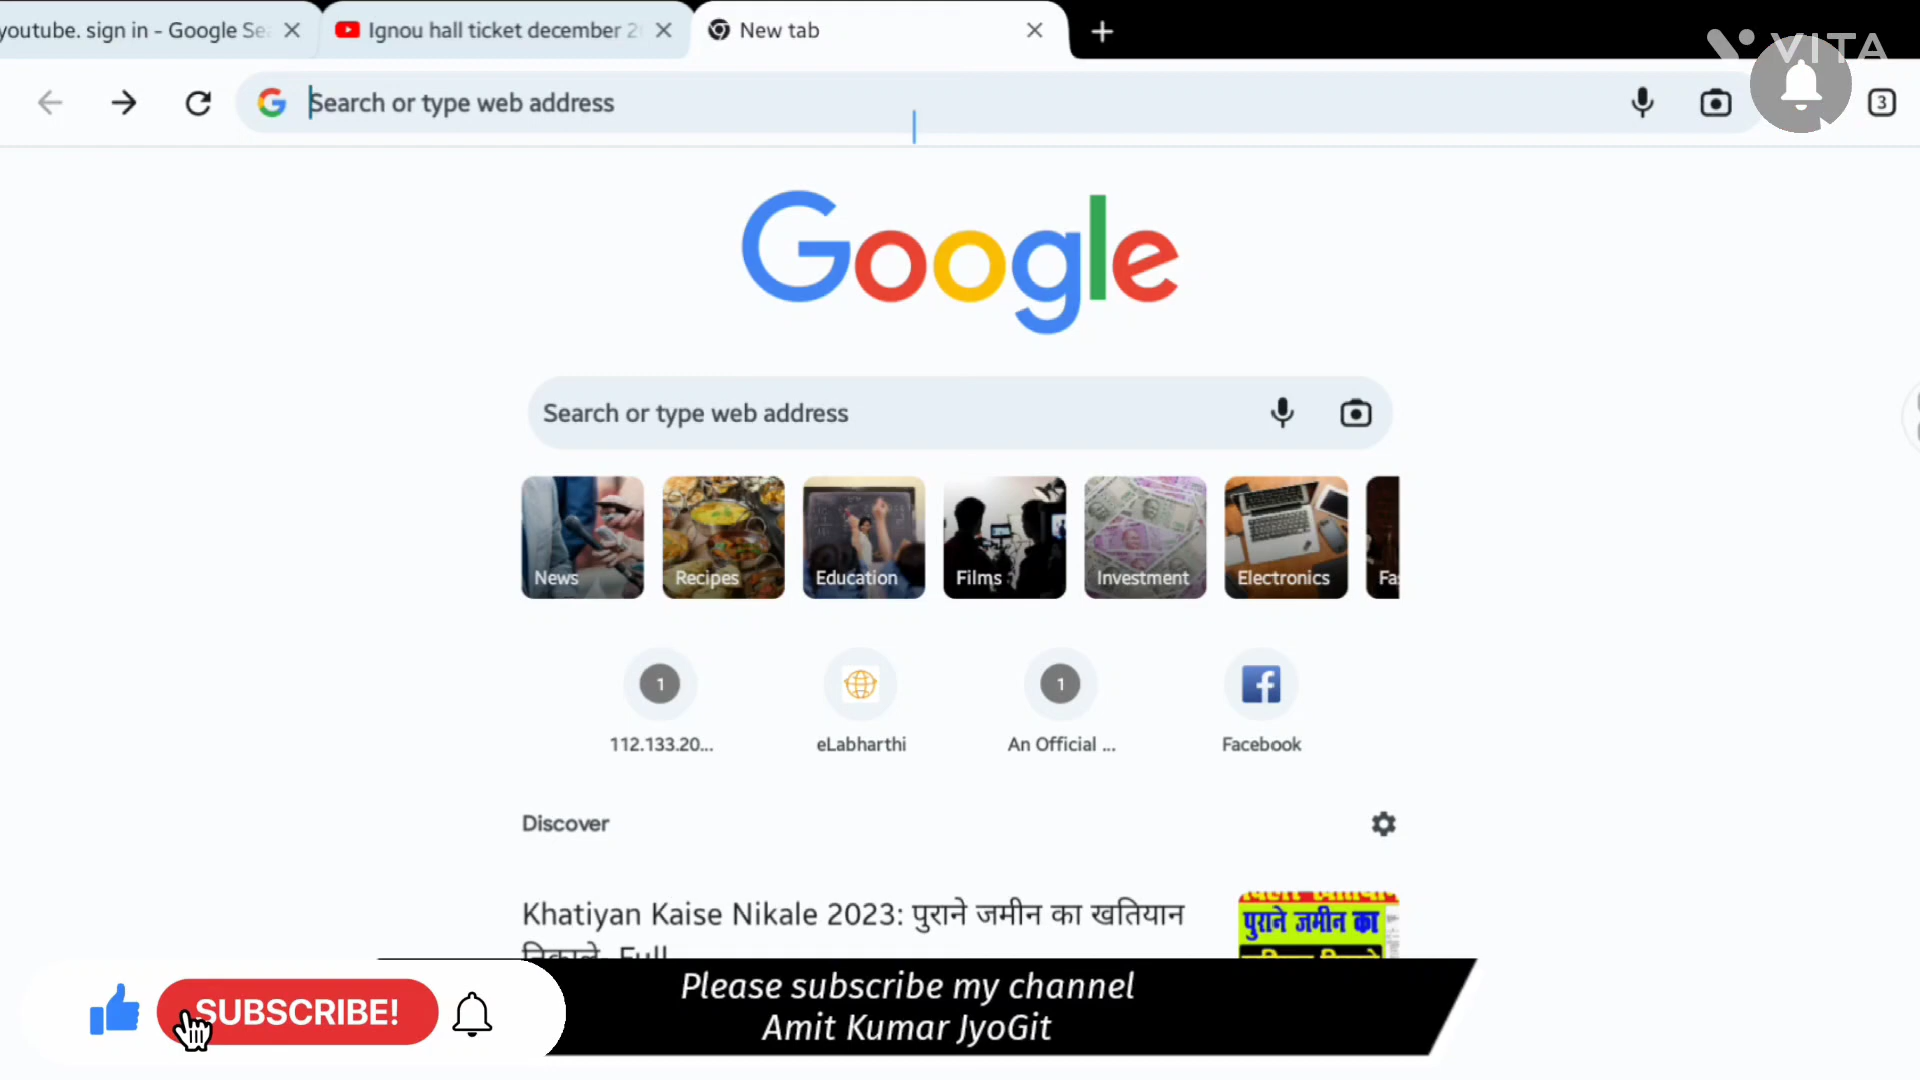 youtube. sign in - Google Se
Ignou hall ticket december 2
New tab
VITA
Search or type web address
3
Google
Search or type web address
News
Recipes
Education
Films
Investment
Electronics
Fa
1
1
112.133.20...
eLabharthi
An Official ...
Facebook
Discover
Khatiyan Kaise Nikale 2023: पुराने जमीन का खतियान
निकाले, Full
पुराने जमीन का
SUBSCRIBE!
Please subscribe my channel
Amit Kumar JyoGit